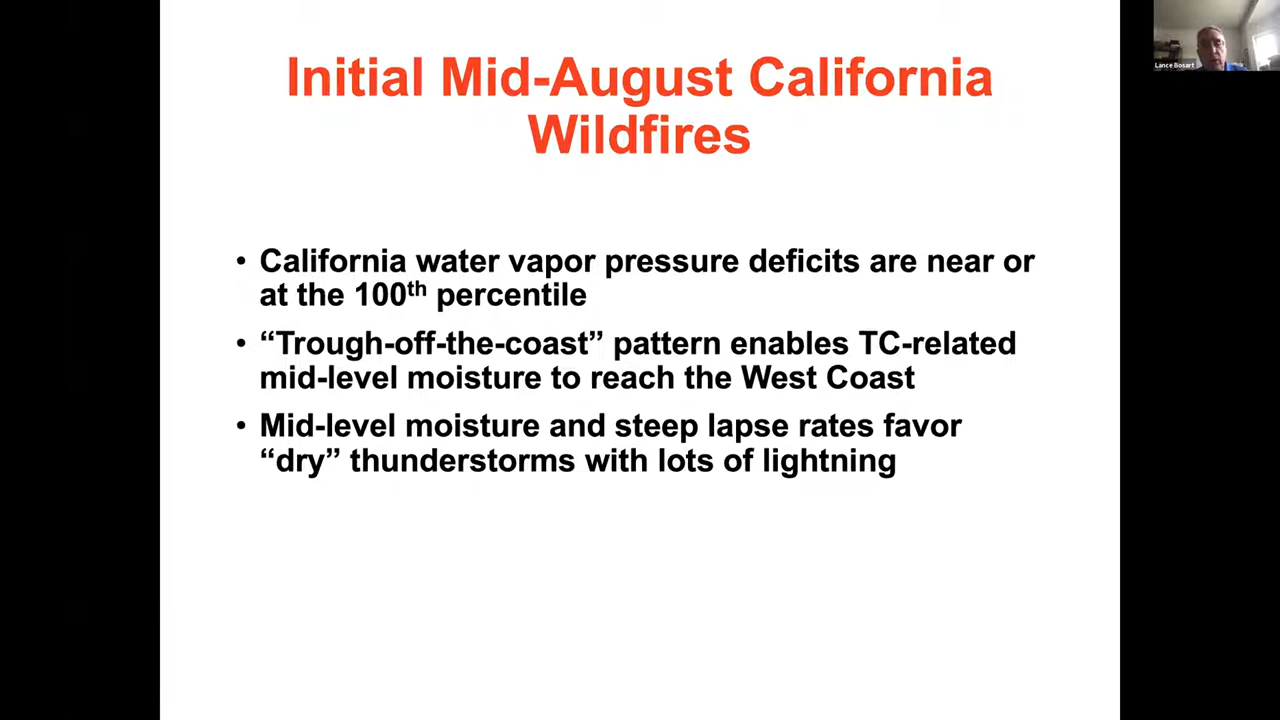 Initial Mid-August California
Wildfires
• California water vapor pressure deficits are near or
at the 100th percentile
• “Trough-off-the-coast” pattern enables TC-related
mid-level moisture to reach the West Coast
• Mid-level moisture and steep lapse rates favor
“dry” thunderstorms with lots of lightning
Lance Bosart